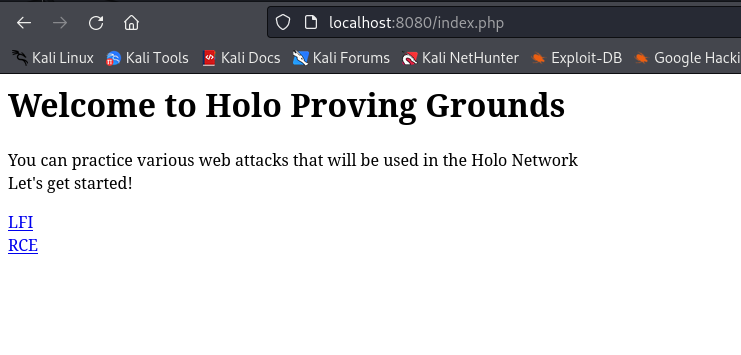 localhost:8080/index.php
Kali Linux Kali Tools Kali Docs Kali Forums Kali NetHunter Exploit-DB Google Hacki
Welcome to Holo Proving Grounds
You can practice various web attacks that will be used in the Holo Network
Let's get started!
LFI
RCE